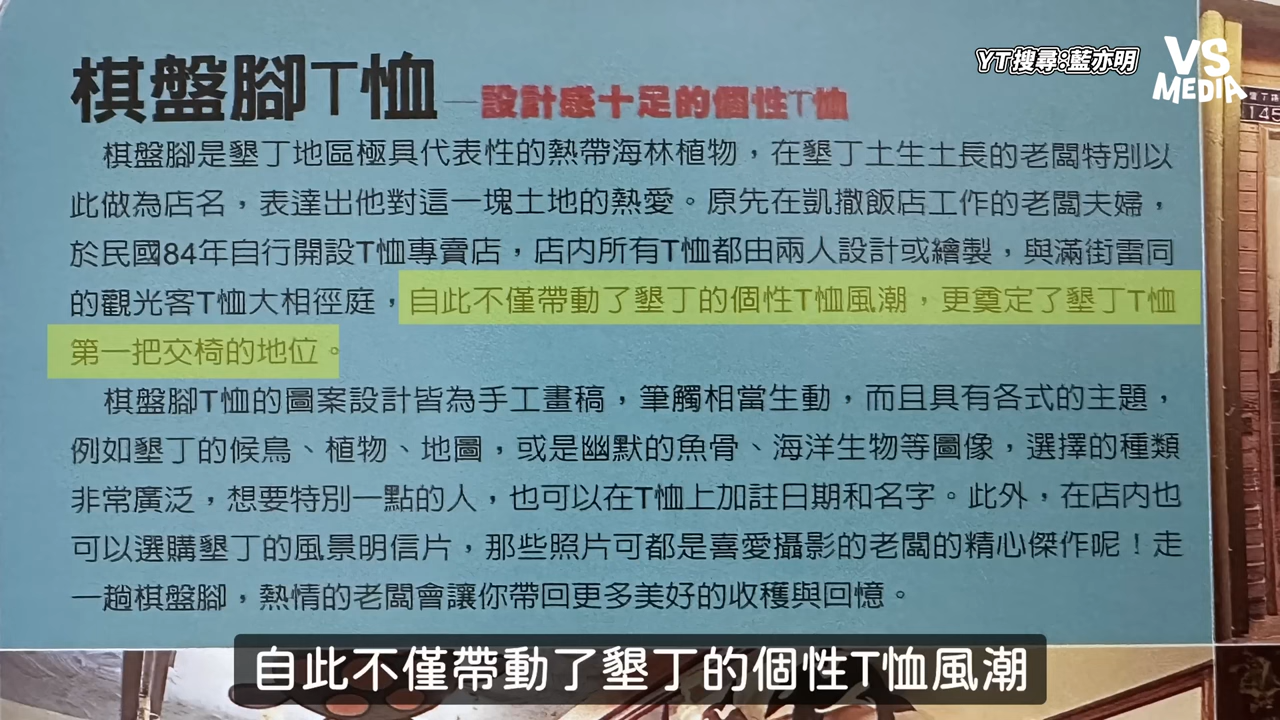 YT搜尋:藍亦明
VS
MEDIA
145
棋盤腳T恤—設計感十足的個性T恤
棋盤腳是墾丁地區極具代表性的熱帶海林植物，在墾丁土生土長的老闆特別以
此做為店名，表達出他對這一塊土地的熱愛。原先在凱撒飯店工作的老闆夫婦，
於民國84年自行開設T恤專賣店，店內所有T恤都由兩人設計或繪製，與滿街雷同
的觀光客T恤大相徑庭，自此不僅帶動了墾丁的個性T恤風潮，更奠定了墾丁T恤
第一把交椅的地位。
棋盤腳T恤的圖案設計皆為手工畫稿，筆觸相當生動，而且具有各式的主題，
例如墾丁的候鳥、植物、地圖，或是幽默的魚骨、海洋生物等圖像，選擇的種類
非常廣泛，想要特別一點的人，也可以在T恤上加註日期和名字。此外，在店內也
可以選購墾丁的風景明信片，那些照片可都是喜愛攝影的老闆的精心傑作呢！走
一趟棋盤腳，熱情的老闆會讓你帶回更多美好的收穫與回憶。
自此不僅帶動了墾丁的個性T恤風潮